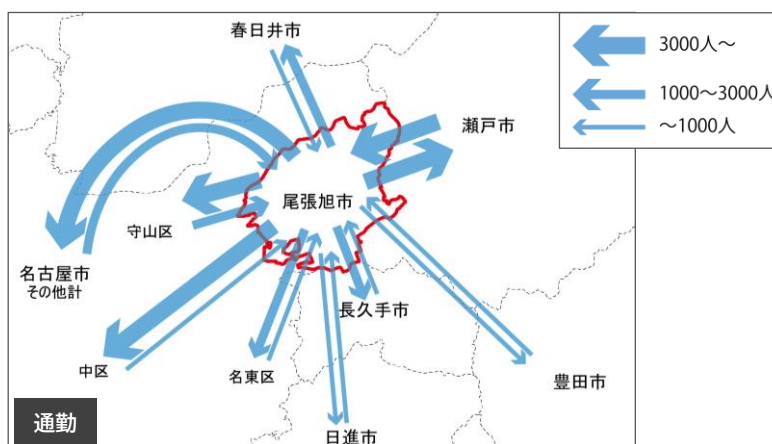 春日井市
3000人～
1000～3000人
～1000人
瀬戸市
尾張旭市
守山区
名古屋市
その他計
長久手市
中区
名東区
豊田市
日進市
通勤